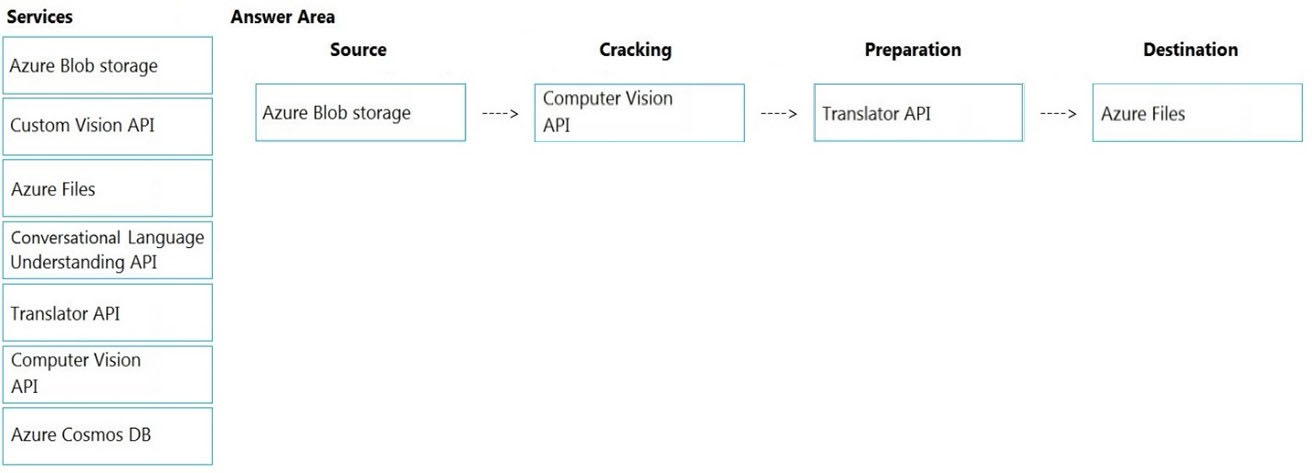 Services
Azure Blob storage
Custom Vision API
Azure Files
Conversational Language
Understanding API
Translator API
Computer Vision
API
Azure Cosmos DB
Answer Area
Source
Cracking
Preparation
Destination
Azure Blob storage
---->
Computer Vision
API
---->
Translator API
---->
Azure Files